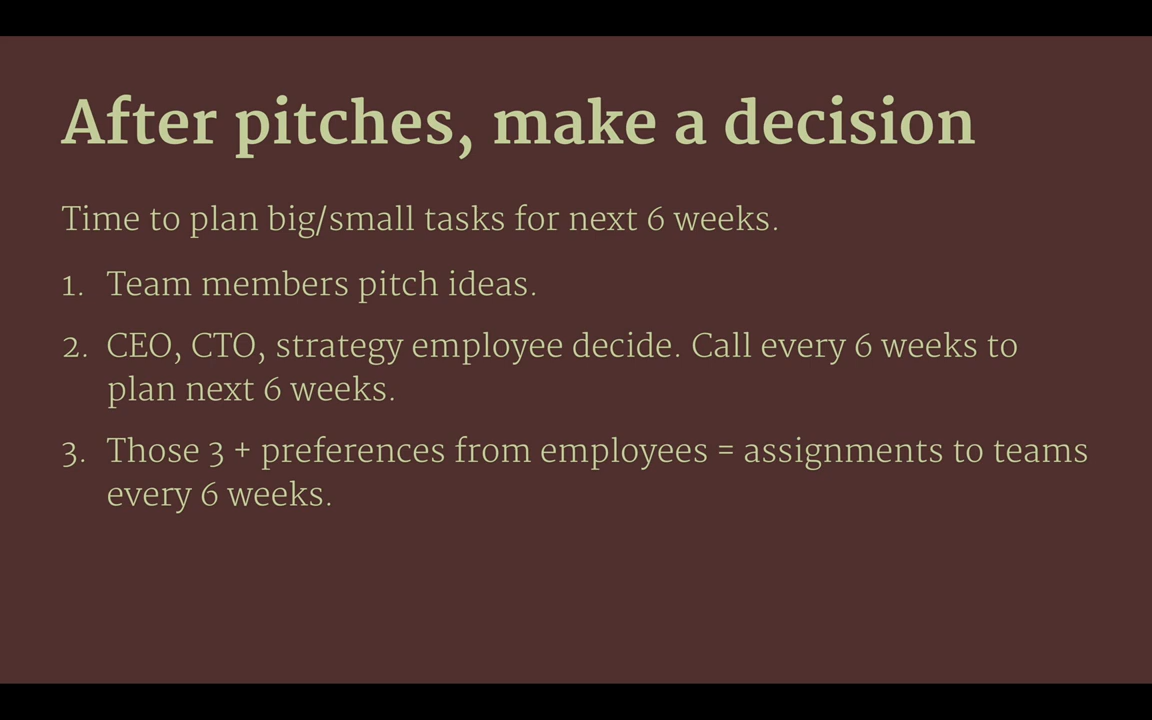 After pitches, make a decision
Time to plan big/small tasks for next 6 weeks.
1. Team members pitch ideas.
2. CEO, CTO, strategy employee decide. Call every 6 weeks to
plan next 6 weeks.
3. Those 3 + preferences from employees = assignments to teams
every 6 weeks.